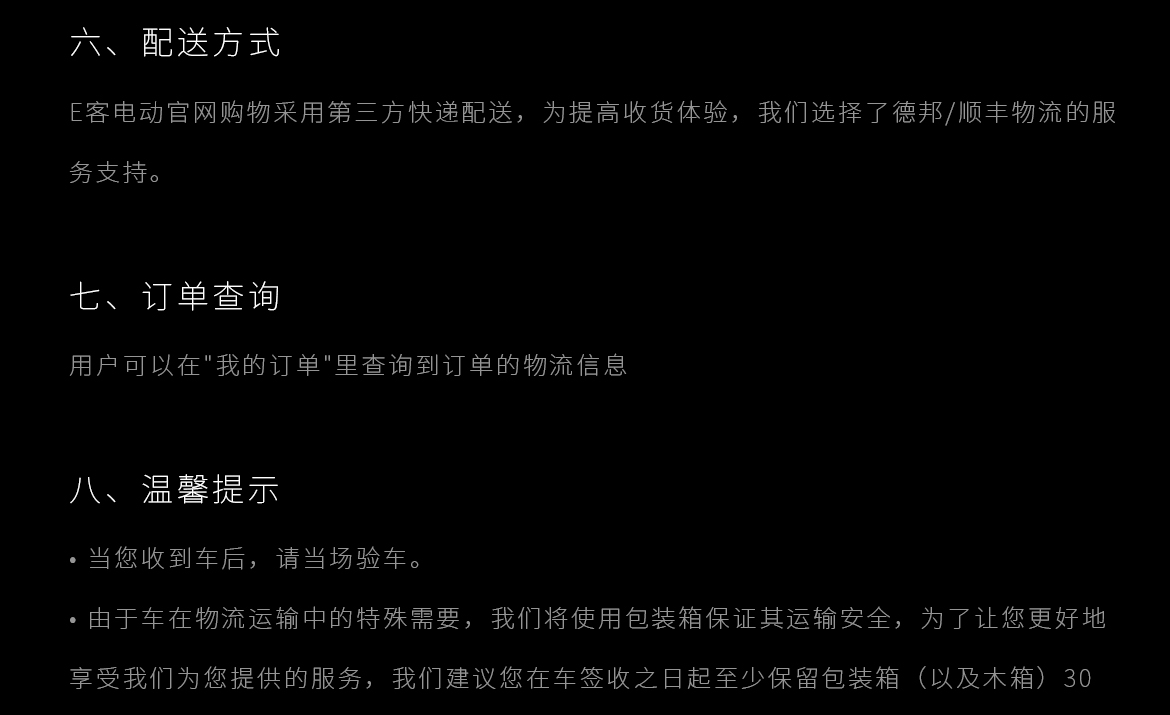 六、配送方式
E客电动官网购物采用第三方快递配送，为提高收货体验，我们选择了德邦/顺丰物流的服
务支持。
七、订单查询
用户可以在"我的订单"里查询到订单的物流信息
八、温馨提示
• 当您收到车后，请当场验车。
• 由于车在物流运输中的特殊需要，我们将使用包装箱保证其运输安全，为了让您更好地
享受我们为您提供的服务，我们建议您在车签收之日起至少保留包装箱（以及木箱）30